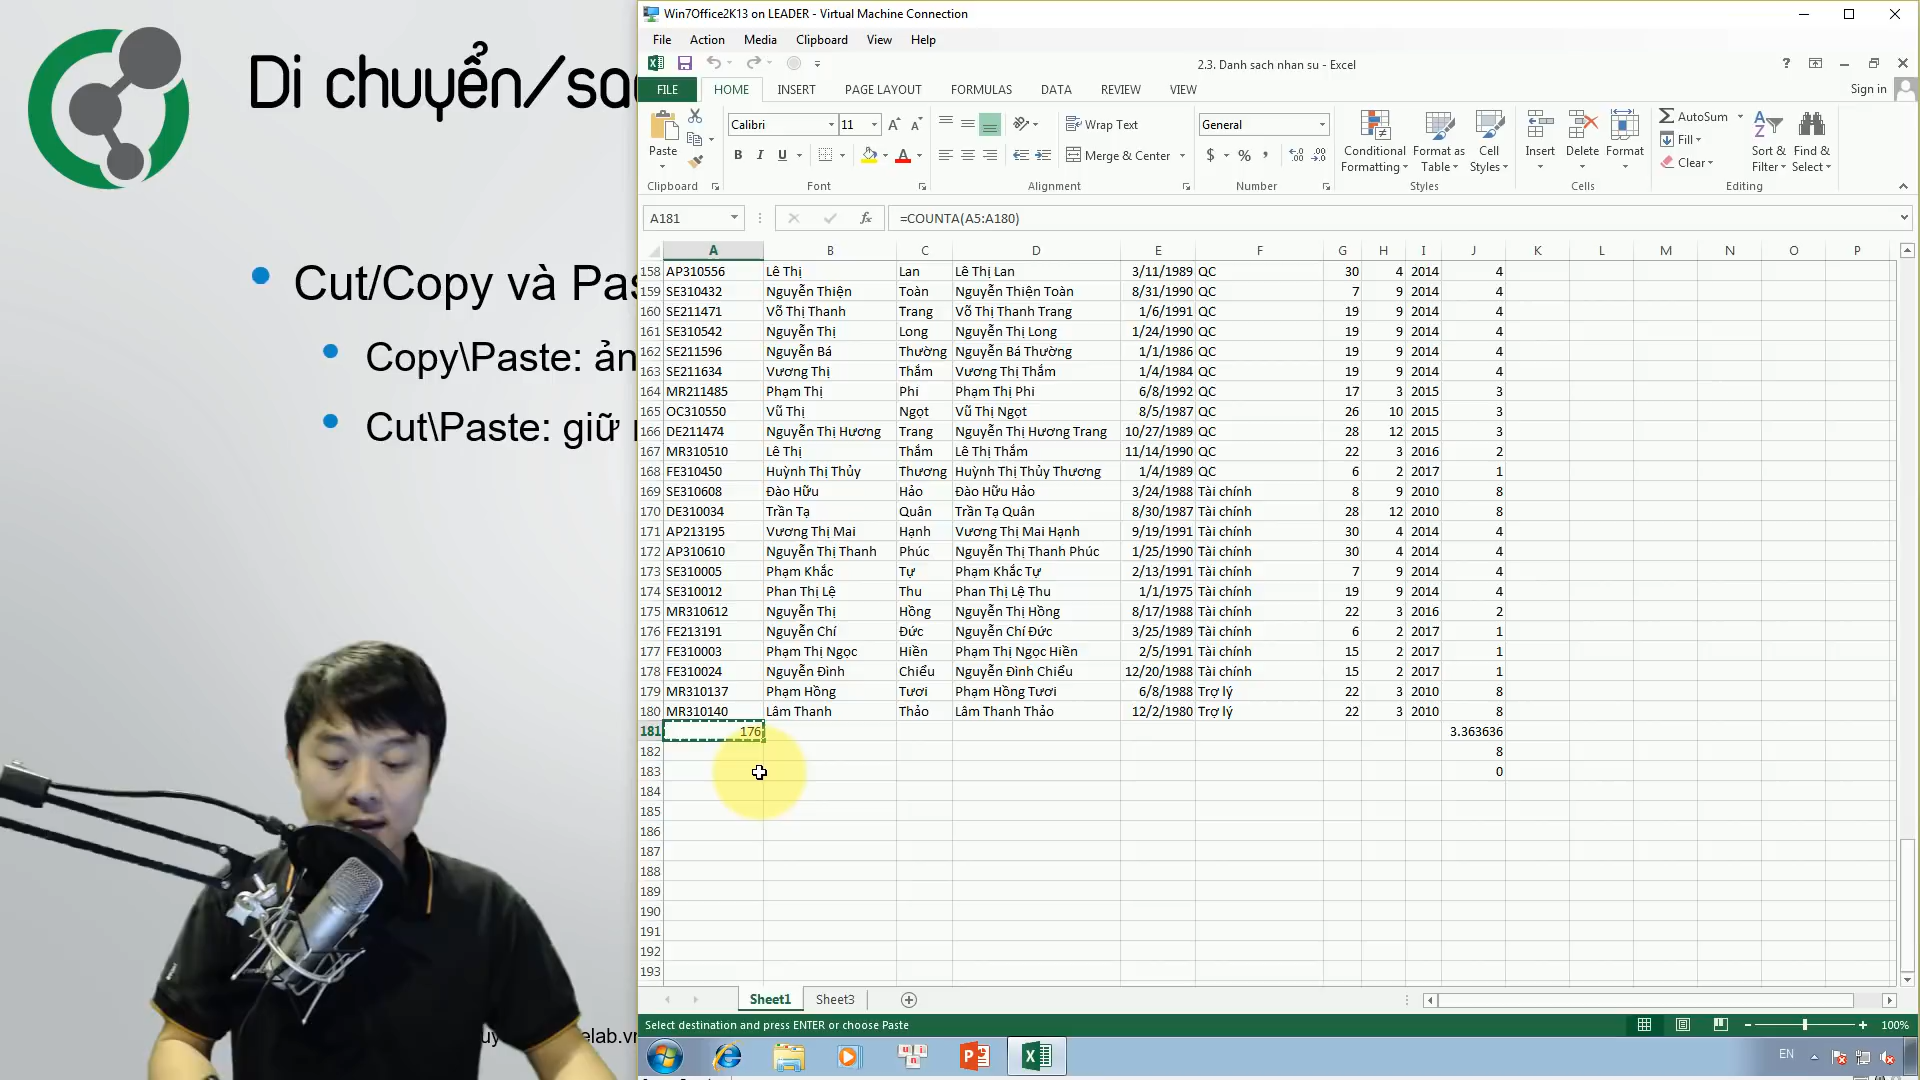 Di chuyển/sa
Cut/Copy và Pa
Copy\Paste: ản
Cut\Paste: giữ
elab.vn
Win7Office2K13 on LEADER - Virtual Machine Connection
File Action Media Clipboard View Help
2.3. Danh sach nhan su - Excel
FILE HOME INSERT PAGE LAYOUT FORMULAS DATA REVIEW VIEW Sign in
Calibri 11 Wrap Text General AutoSum
Paste B I U Merge & Center $ % , Conditional Formatting Format as Table Cell Styles Insert Delete Format Fill Clear Sort & Filter Find & Select
Clipboard Font Alignment Number Styles Cells Editing
A181 fx =COUNTA(A5:A180)
A B C D E F G H I J K L M N O P
158 AP310556 Lê Thị Lan Lê Thị Lan 3/11/1989 QC 30 4 2014 4
159 SE310432 Nguyễn Thiện Toàn Nguyễn Thiện Toàn 8/31/1990 QC 7 9 2014 4
160 SE211471 Võ Thị Thanh Trang Võ Thị Thanh Trang 1/6/1991 QC 19 9 2014 4
161 SE310542 Nguyễn Thị Long Nguyễn Thị Long 1/24/1990 QC 19 9 2014 4
162 SE211596 Nguyễn Bá Thường Nguyễn Bá Thường 1/1/1986 QC 19 9 2014 4
163 SE211634 Vương Thị Thắm Vương Thị Thắm 1/4/1984 QC 19 9 2014 4
164 MR211485 Phạm Thị Phi Phạm Thị Phi 6/8/1992 QC 17 3 2015 3
165 OC310550 Vũ Thị Ngọt Vũ Thị Ngọt 8/5/1987 QC 26 10 2015 3
166 DE211474 Nguyễn Thị Hương Trang Nguyễn Thị Hương Trang 10/27/1989 QC 28 12 2015 3
167 MR310510 Lê Thị Thắm Lê Thị Thắm 11/14/1990 QC 22 3 2016 2
168 FE310450 Huỳnh Thị Thủy Thương Huỳnh Thị Thủy Thương 1/4/1989 QC 6 2 2017 1
169 SE310608 Đào Hữu Hảo Đào Hữu Hảo 3/24/1988 Tài chính 8 9 2010 8
170 DE310034 Trần Tạ Quân Trần Tạ Quân 8/30/1987 Tài chính 28 12 2010 8
171 AP213195 Vương Thị Mai Hạnh Vương Thị Mai Hạnh 9/19/1991 Tài chính 30 4 2014 4
172 AP310610 Nguyễn Thị Thanh Phúc Nguyễn Thị Thanh Phúc 1/25/1990 Tài chính 30 4 2014 4
173 SE310005 Phạm Khắc Tự Phạm Khắc Tự 2/13/1991 Tài chính 7 9 2014 4
174 SE310012 Phan Thị Lệ Thu Phan Thị Lệ Thu 1/1/1975 Tài chính 19 9 2014 4
175 MR310612 Nguyễn Thị Hồng Nguyễn Thị Hồng 8/17/1988 Tài chính 22 3 2016 2
176 FE213191 Nguyễn Chí Đức Nguyễn Chí Đức 3/25/1989 Tài chính 6 2 2017 1
177 FE310003 Phạm Thị Ngọc Hiền Phạm Thị Ngọc Hiền 2/5/1991 Tài chính 15 2 2017 1
178 FE310024 Nguyễn Đình Chiểu Nguyễn Đình Chiểu 12/20/1988 Tài chính 15 2 2017 1
179 MR310137 Phạm Hồng Tươi Phạm Hồng Tươi 6/8/1988 Trợ lý 22 3 2010 8
180 MR310140 Lâm Thanh Thảo Lâm Thanh Thảo 12/2/1980 Trợ lý 22 3 2010 8
181 176 3.363636
182 8
183 0
184
185
186
187
188
189
190
191
192
193
Sheet1 Sheet3
Select destination and press ENTER or choose Paste 100%
EN